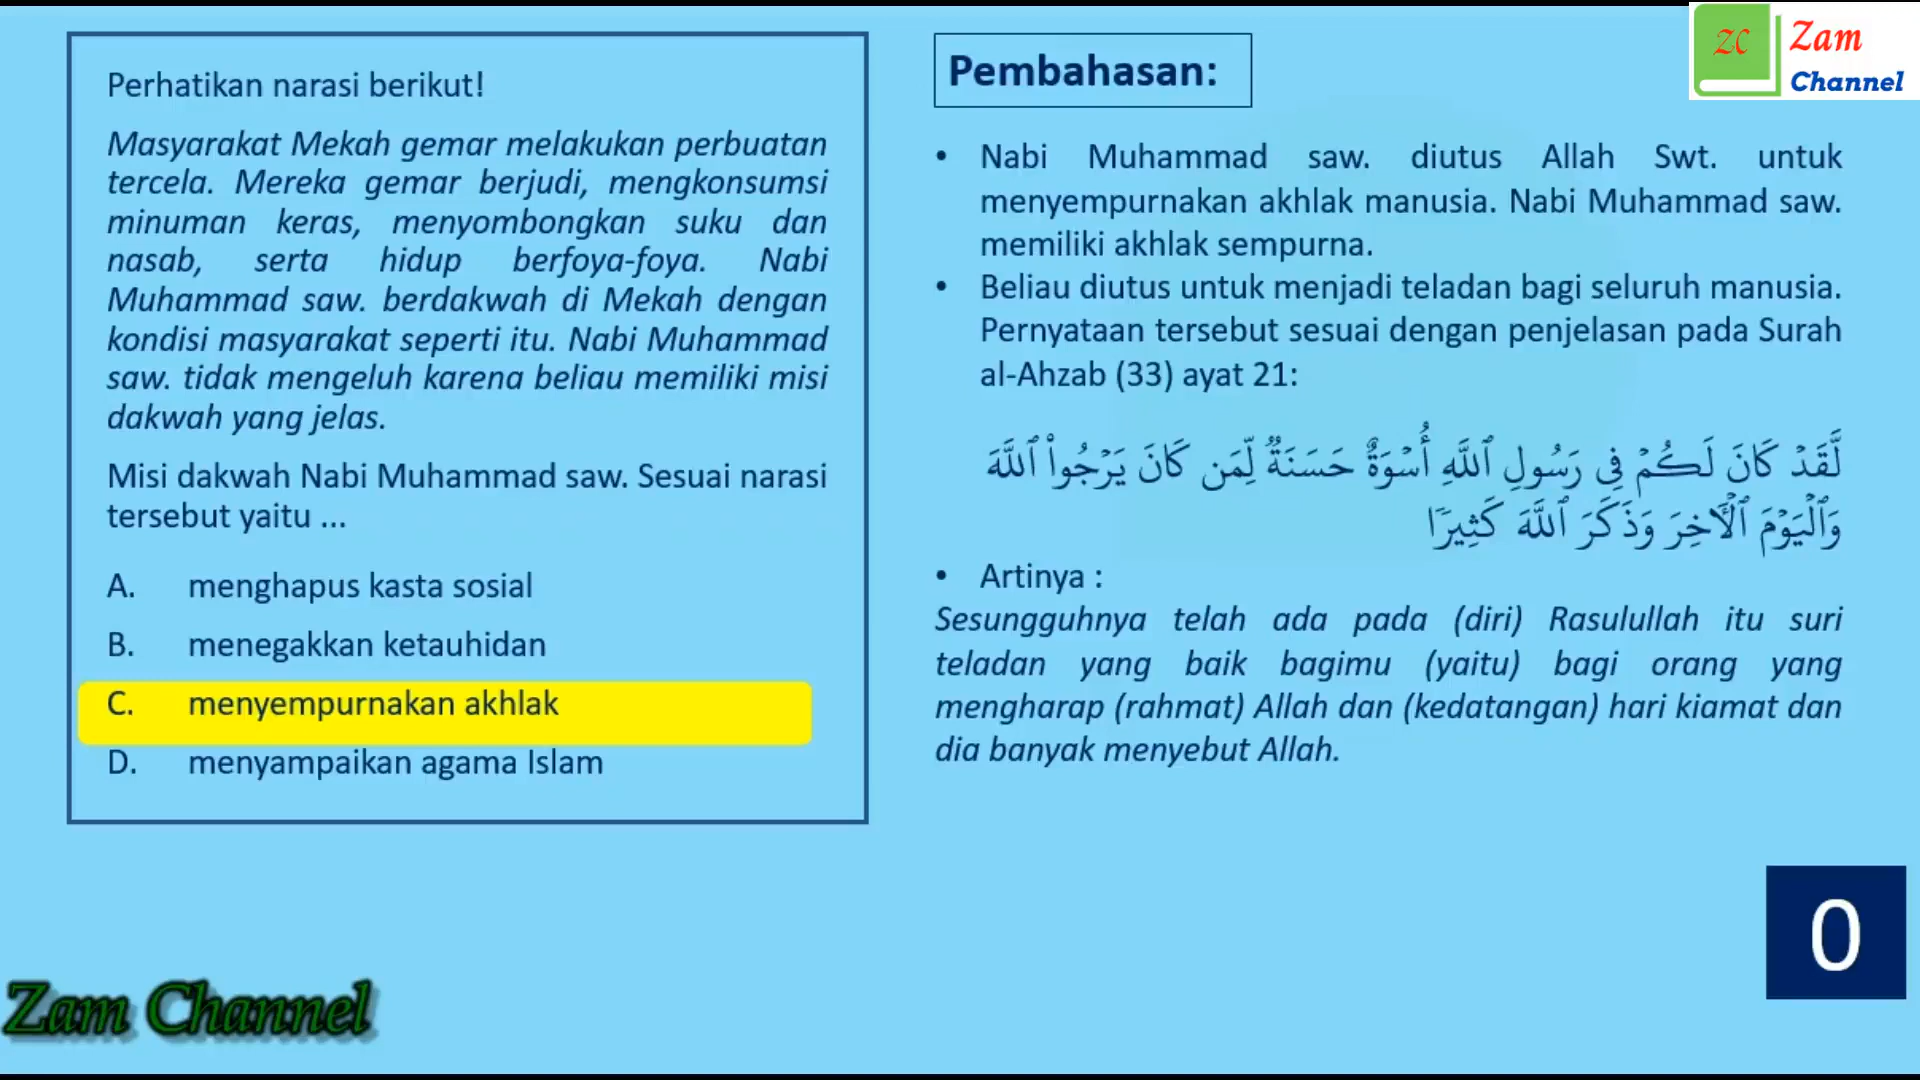 Perhatikan narasi berikut!
Masyarakat Mekah gemar melakukan perbuatan
tercela. Mereka gemar berjudi, mengkonsumsi
minuman keras, menyombongkan suku dan
nasab, serta hidup berfoya-foya. Nabi
Muhammad saw. berdakwah di Mekah dengan
kondisi masyarakat seperti itu. Nabi Muhammad
saw. tidak mengeluh karena beliau memiliki misi
dakwah yang jelas.
Misi dakwah Nabi Muhammad saw. Sesuai narasi
tersebut yaitu ...
A. menghapus kasta sosial
B. menegakkan ketauhidan
C. menyempurnakan akhlak
D. menyampaikan agama Islam
Pembahasan:
• Nabi Muhammad saw. diutus Allah Swt. untuk
menyempurnakan akhlak manusia. Nabi Muhammad saw.
memiliki akhlak sempurna.
• Beliau diutus untuk menjadi teladan bagi seluruh manusia.
Pernyataan tersebut sesuai dengan penjelasan pada Surah
al-Ahzab (33) ayat 21:
لَّقَدۡ كَانَ لَكُمۡ فِي رَسُولِ ٱللَّهِ أُسۡوَةٌ حَسَنَةٞ لِّمَن كَانَ يَرۡجُواْ ٱللَّهَ
وَٱلۡيَوۡمَ ٱلۡأٓخِرَ وَذَكَرَ ٱللَّهَ كَثِيرٗا
• Artinya :
Sesungguhnya telah ada pada (diri) Rasulullah itu suri
teladan yang baik bagimu (yaitu) bagi orang yang
mengharap (rahmat) Allah dan (kedatangan) hari kiamat dan
dia banyak menyebut Allah.
ZC
Zam
Channel
0
Zam Channel